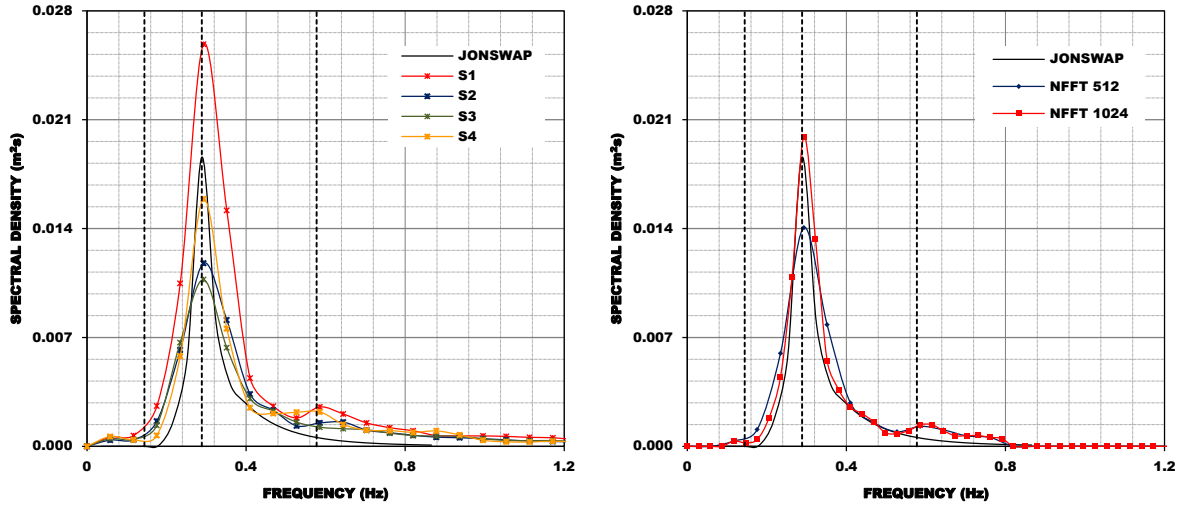 0.028
0.021
0.014
0.007
0.000
0
0.4
0.8
1.2
SPECTRAL DENSITY (m²s)
FREQUENCY (Hz)
JONSWAP
S1
S2
S3
S4
0.028
0.021
0.014
0.007
0.000
0
0.4
0.8
1.2
SPECTRAL DENSITY (m²s)
FREQUENCY (Hz)
JONSWAP
NFFT 512
NFFT 1024